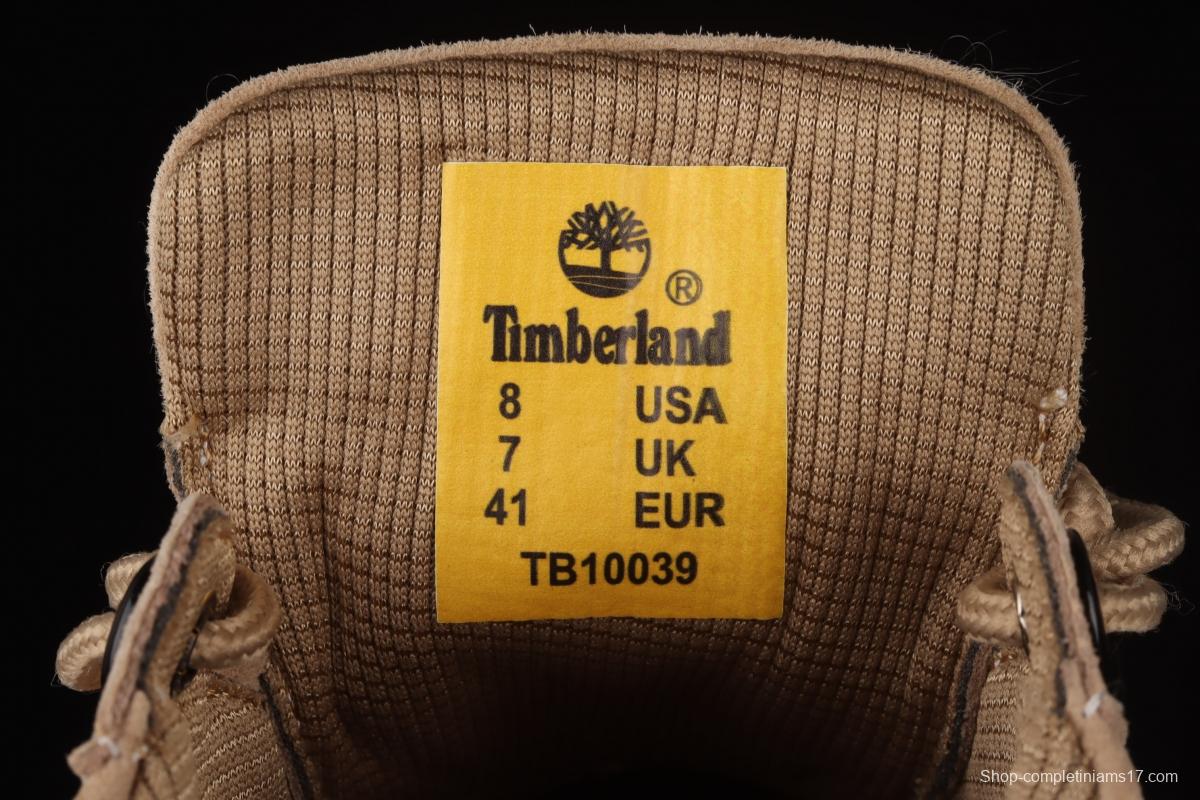 ®
Timberland
8 USA
7 UK
41 EUR
TB10039
Shop-completiniams17.com